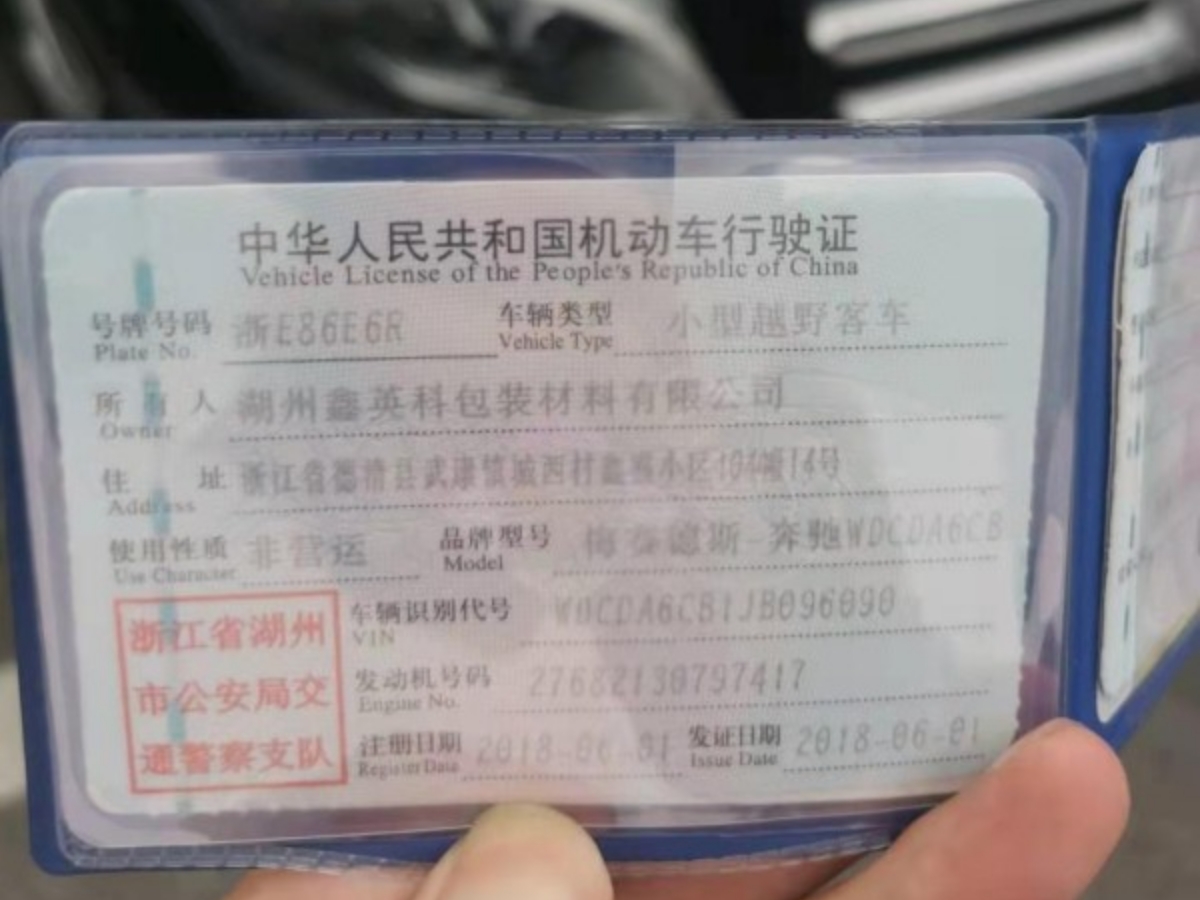 中华人民共和国机动车行驶证
Vehicle License of the People's Republic of China
号牌号码 浙E86E6R 车辆类型 小型越野客车
Plate No. Vehicle Type
所有人 湖州鑫英科包装材料有限公司
Owner
住址 浙江省德清县武康镇城西村鑫 小区104幢14号
Address
使用性质 非营运 品牌型号 梅赛德斯-奔驰WDCDA6CB
Use Character Model
车辆识别代号 WDCDA6CB1JB096090
VIN
发动机号码 27682130797417
Engine No.
浙江省湖州
市公安局交
通警察支队
注册日期 2018-06-01 发证日期 2018-06-01
Register Date Issue Date